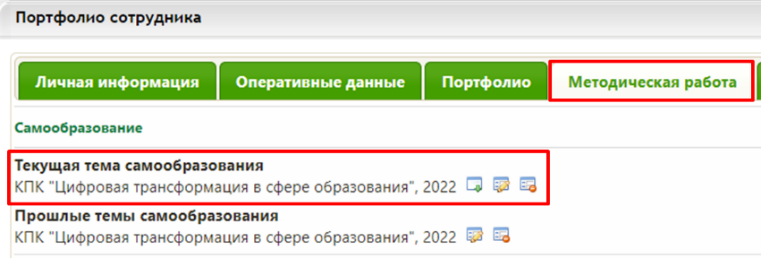 Портфолио сотрудника
Личная информация Оперативные данные Портфолио Методическая работа
Самообразование
Текущая тема самообразования
КПК "Цифровая трансформация в сфере образования", 2022
Прошлые темы самообразования
КПК "Цифровая трансформация в сфере образования", 2022